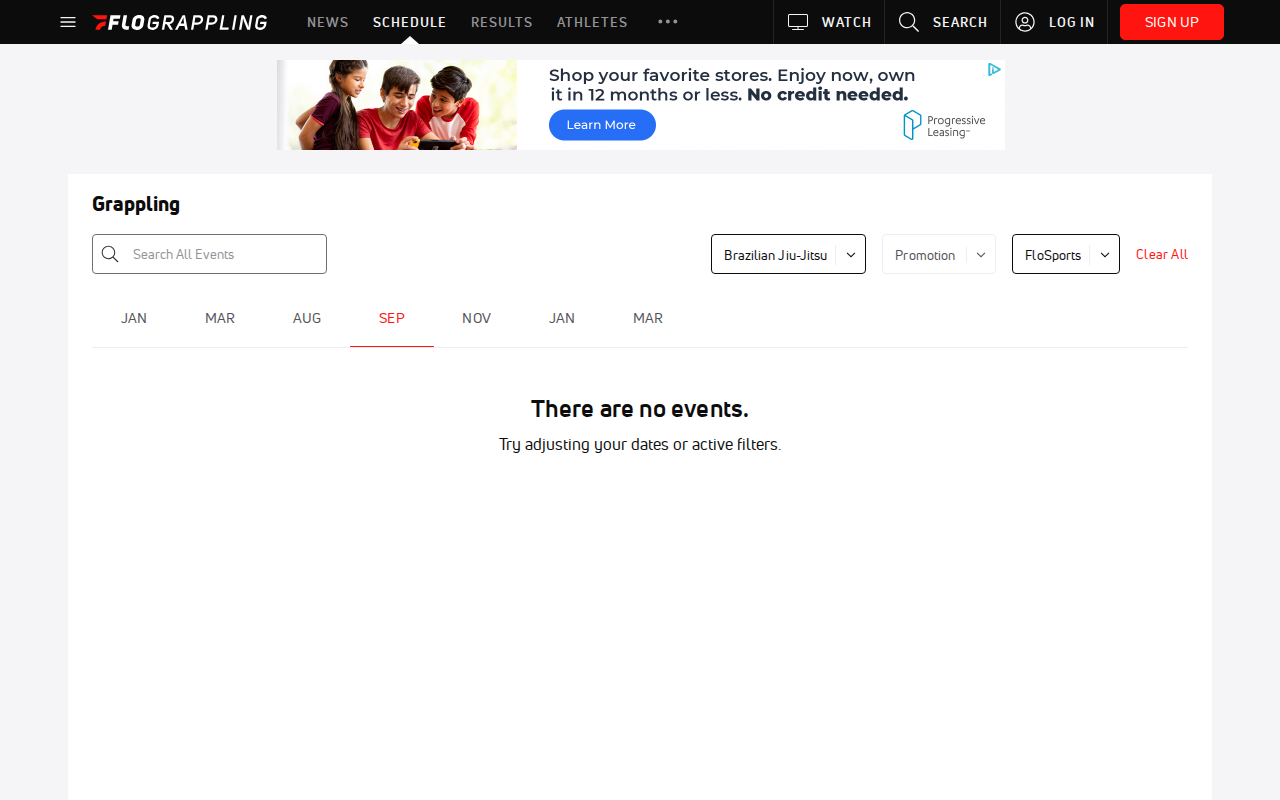 FLOGRAPPLING NEWS SCHEDULE RESULTS ATHLETES WATCH SEARCH LOG IN SIGN UP
Shop your favorite stores. Enjoy now, own
it in 12 months or less. No credit needed.
Learn More
Progressive
Leasing
Grappling
Search All Events Brazilian Jiu-Jitsu Promotion FloSports Clear All
JAN MAR AUG SEP NOV JAN MAR
There are no events.
Try adjusting your dates or active filters.